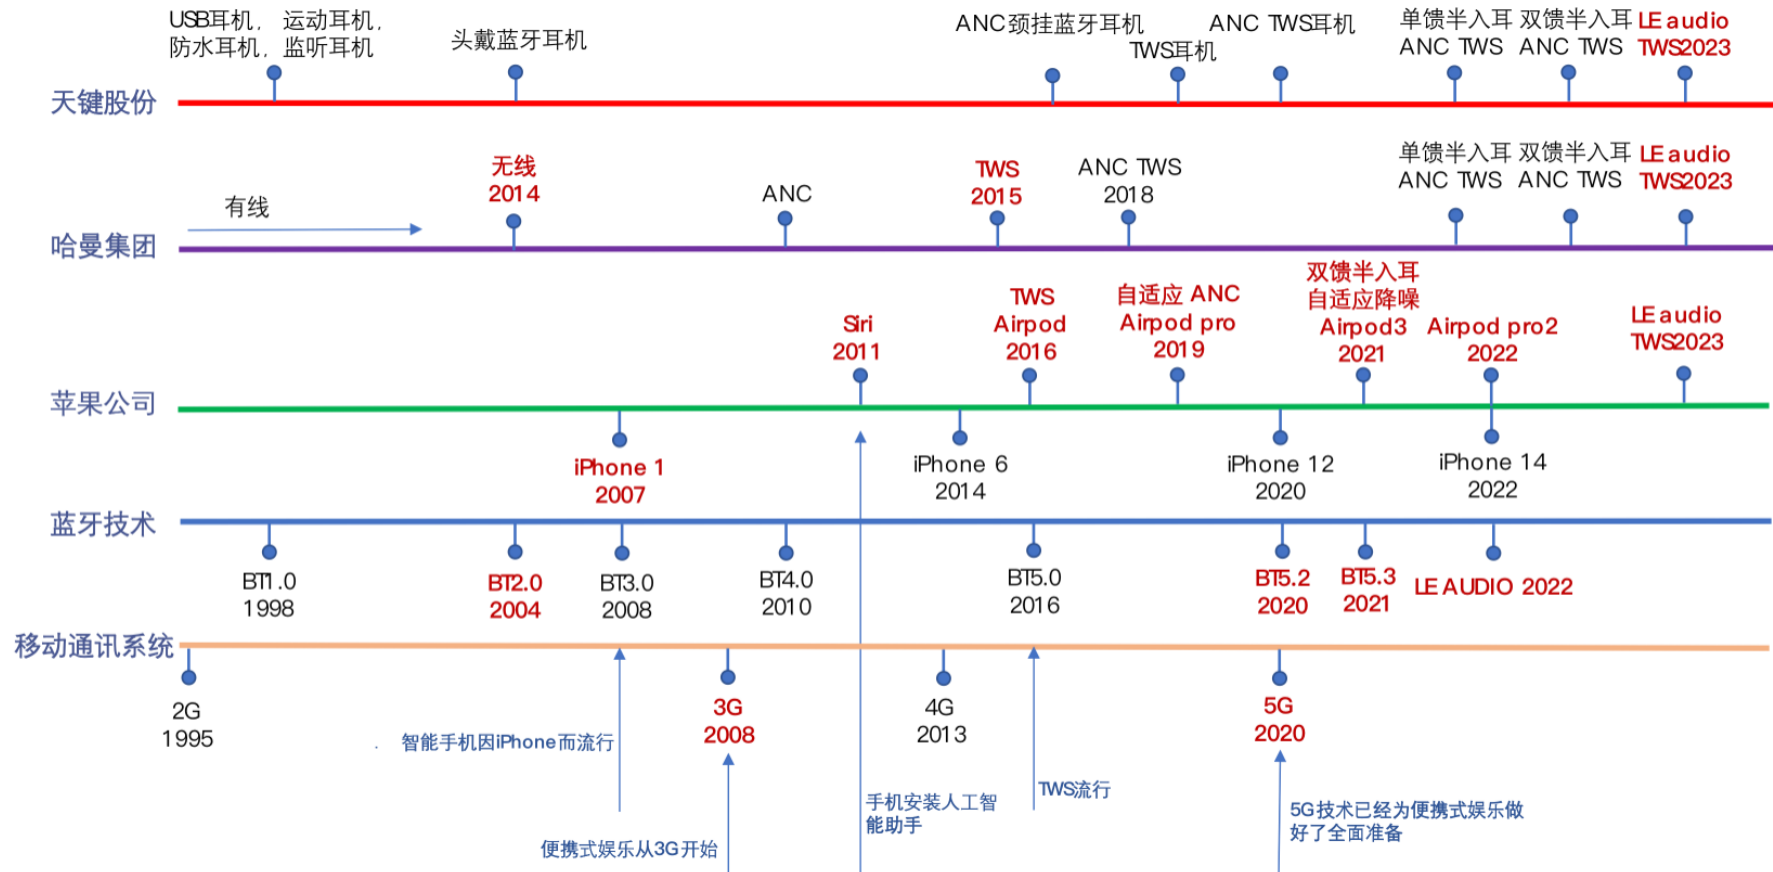 USB耳机, 运动耳机,
防水耳机, 监听耳机
头戴蓝牙耳机
ANC颈挂蓝牙耳机
TWS耳机
ANC TWS耳机
单馈半入耳
ANC TWS
双馈半入耳
ANC TWS
LE audio
TWS2023
天键股份
有线
无线
2014
ANC
TWS
2015
ANC TWS
2018
单馈半入耳
ANC TWS
双馈半入耳
ANC TWS
LE audio
TWS2023
哈曼集团
Siri
2011
TWS
Airpod
2016
自适应 ANC
Airpod pro
2019
双馈半入耳
自适应降噪
Airpod3
2021
Airpod pro2
2022
LE audio
TWS2023
苹果公司
iPhone 1
2007
iPhone 6
2014
iPhone 12
2020
iPhone 14
2022
蓝牙技术
BT1.0
1998
BT2.0
2004
BT3.0
2008
BT4.0
2010
BT5.0
2016
BT5.2
2020
BT5.3
2021
LE AUDIO 2022
移动通讯系统
2G
1995
3G
2008
4G
2013
5G
2020
智能手机因iPhone而流行
便携式娱乐从3G开始
手机安装人工智
能助手
TWS流行
5G技术已经为便携式娱乐做
好了全面准备